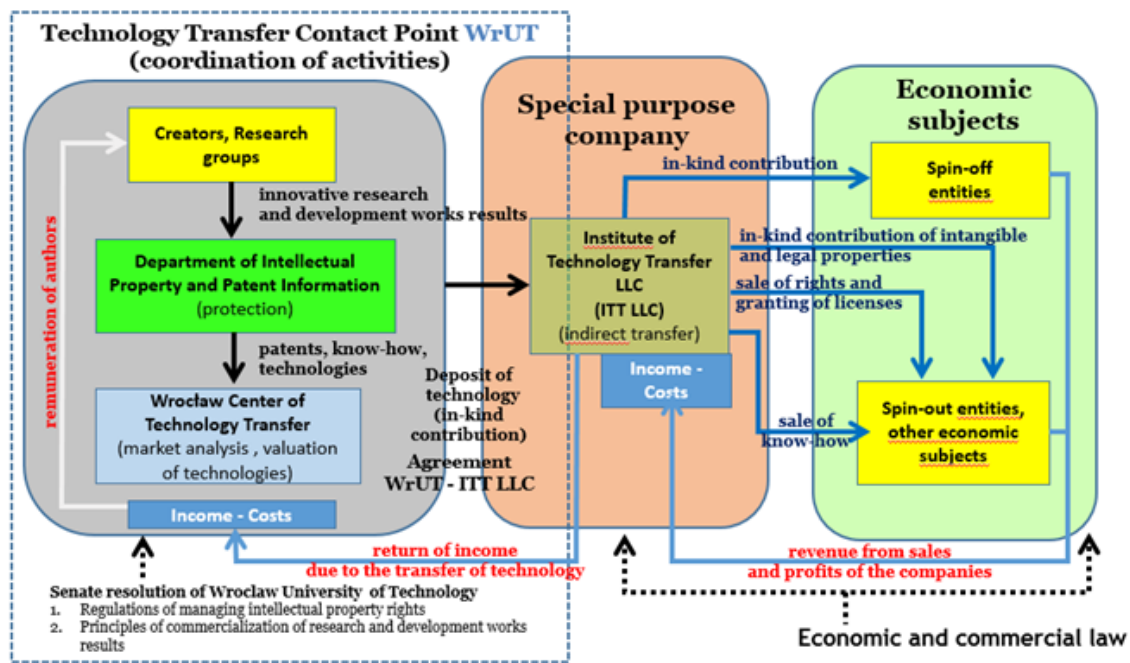 Technology Transfer Contact Point WrUT
(coordination of activities)
Creators, Research
groups
innovative research
and development works results
Department of Intellectual
Property and Patent Information
(protection)
patents, know-how,
technologies
Wrocław Center of
Technology Transfer
(market analysis , valuation
of technologies)
Income - Costs
remuneration of authors
Deposit of
technology
(in-kind
contribution)
Agreement
WrUT - ITT LLC
Special purpose
company
Institute of
Technology Transfer
LLC
(ITT LLC)
(indirect transfer)
Income -
Costs
in-kind contribution
in-kind contribution of intangible
and legal properties
sale of rights and
granting of licenses
sale of
know-how
Economic
subjects
Spin-off
entities
Spin-out entities,
other economic
subjects
return of income
due to the transfer of technology
revenue from sales
and profits of the companies
Senate resolution of Wroclaw University of Technology
1. Regulations of managing intellectual property rights
2. Principles of commercialization of research and development works
results
Economic and commercial law